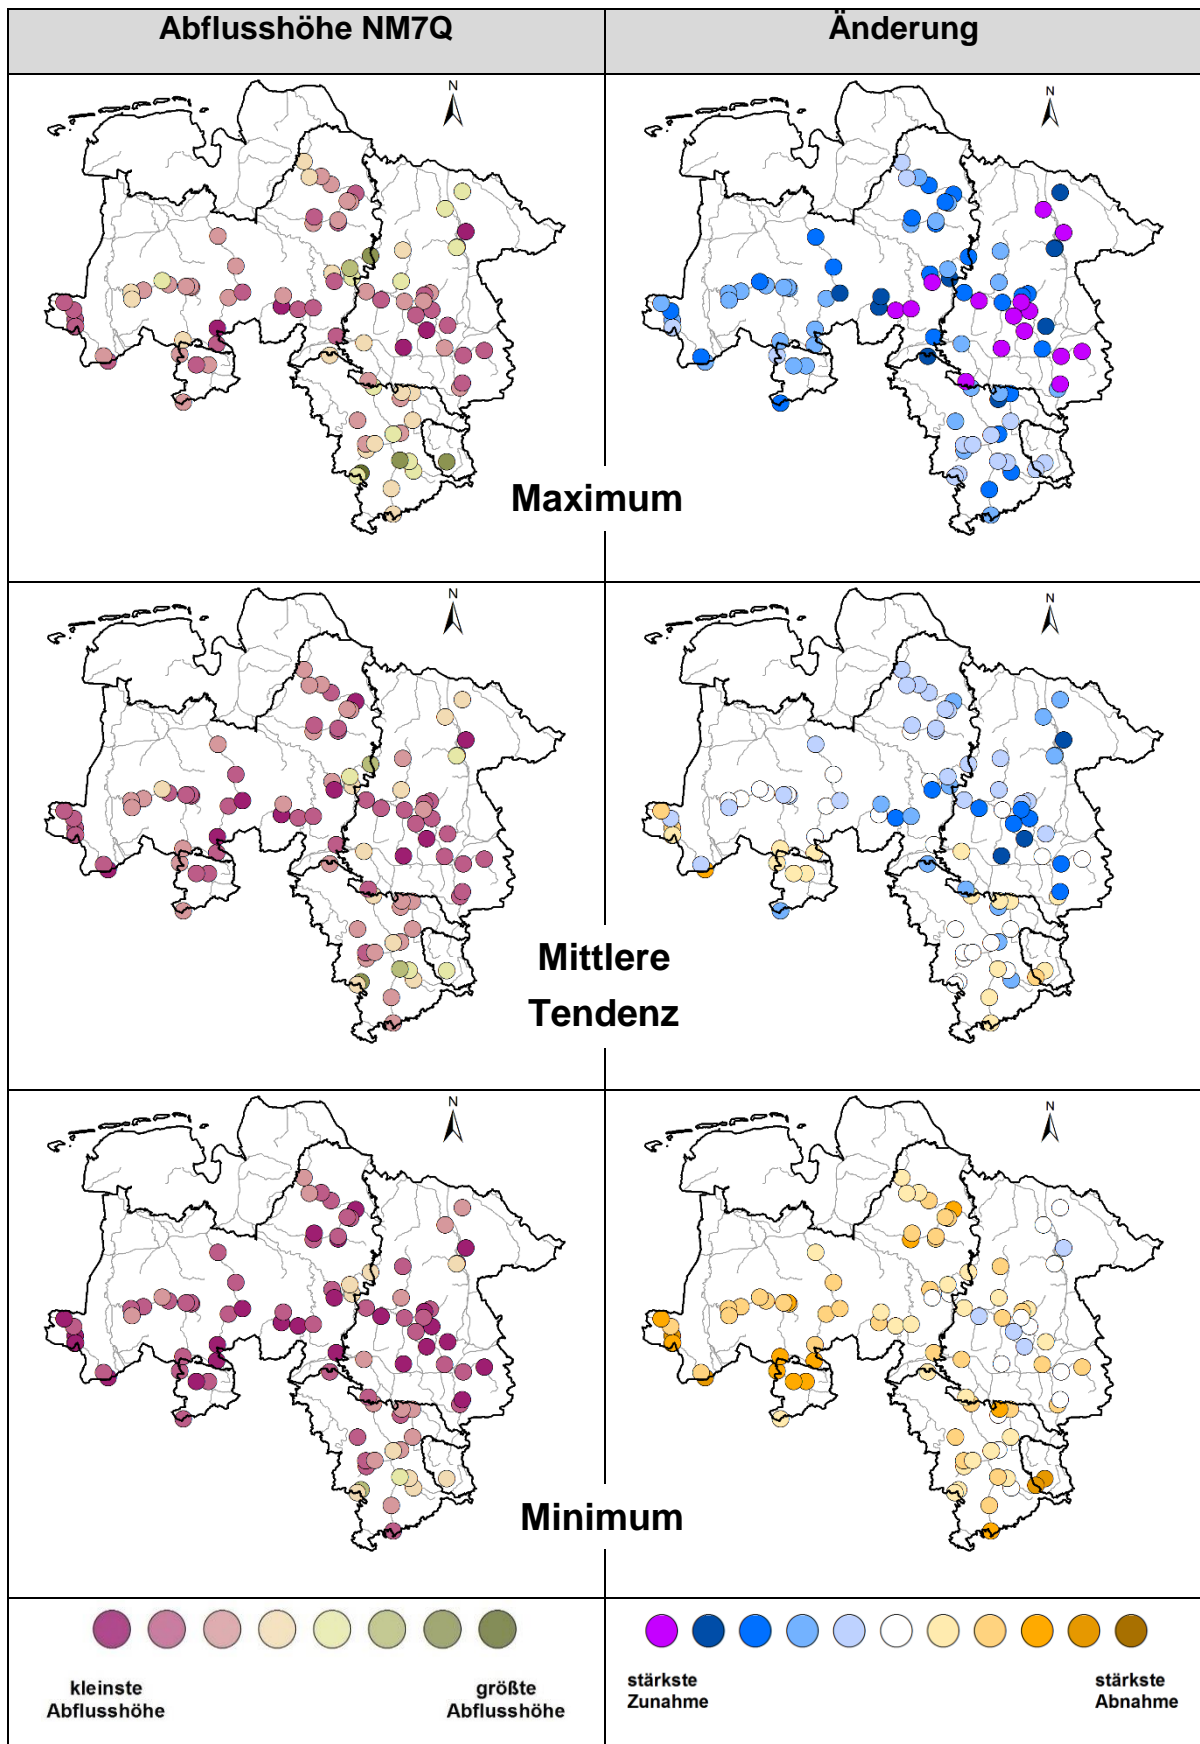 Abflusshöhe NM7Q
Änderung
N
N
Maximum
N
N
Mittlere
Tendenz
N
N
Minimum
kleinste
Abflusshöhe
größte
Abflusshöhe
stärkste
Zunahme
stärkste
Abnahme